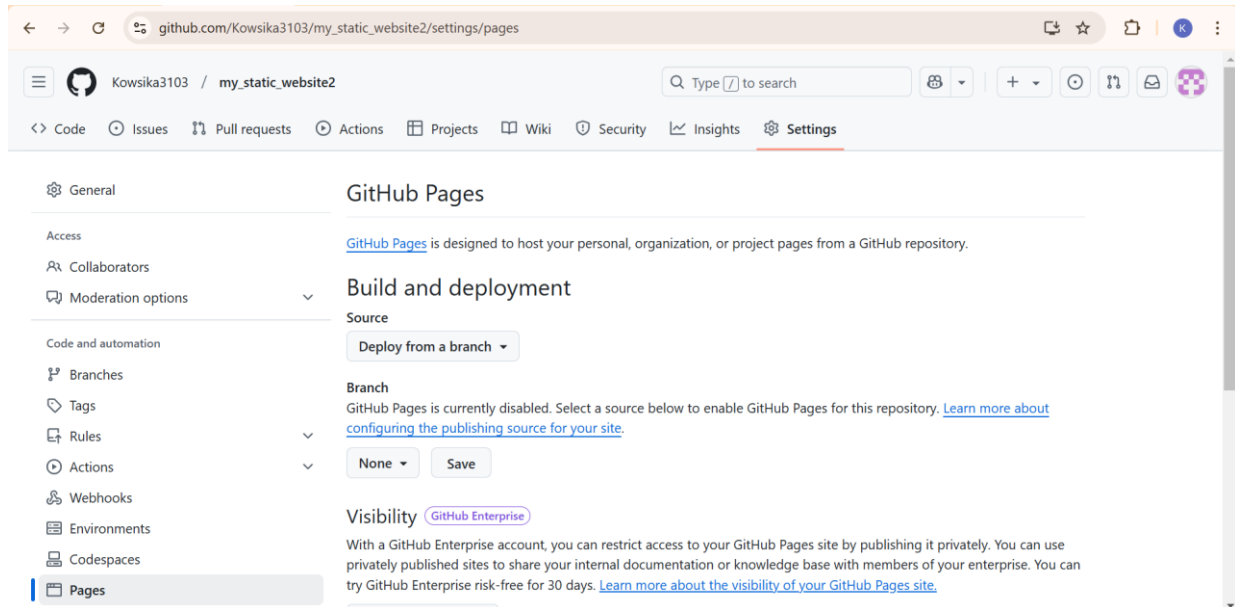 github.com/Kowsika3103/my_static_website2/settings/pages
K
Kowsika3103 / my_static_website2
Type / to search
Code Issues Pull requests Actions Projects Wiki Security Insights Settings
General
Access
Collaborators
Moderation options
Code and automation
Branches
Tags
Rules
Actions
Webhooks
Environments
Codespaces
Pages
GitHub Pages
GitHub Pages is designed to host your personal, organization, or project pages from a GitHub repository.
Build and deployment
Source
Deploy from a branch
Branch
GitHub Pages is currently disabled. Select a source below to enable GitHub Pages for this repository. Learn more about
configuring the publishing source for your site.
None Save
Visibility GitHub Enterprise
With a GitHub Enterprise account, you can restrict access to your GitHub Pages site by publishing it privately. You can use
privately published sites to share your internal documentation or knowledge base with members of your enterprise. You can
try GitHub Enterprise risk-free for 30 days. Learn more about the visibility of your GitHub Pages site.